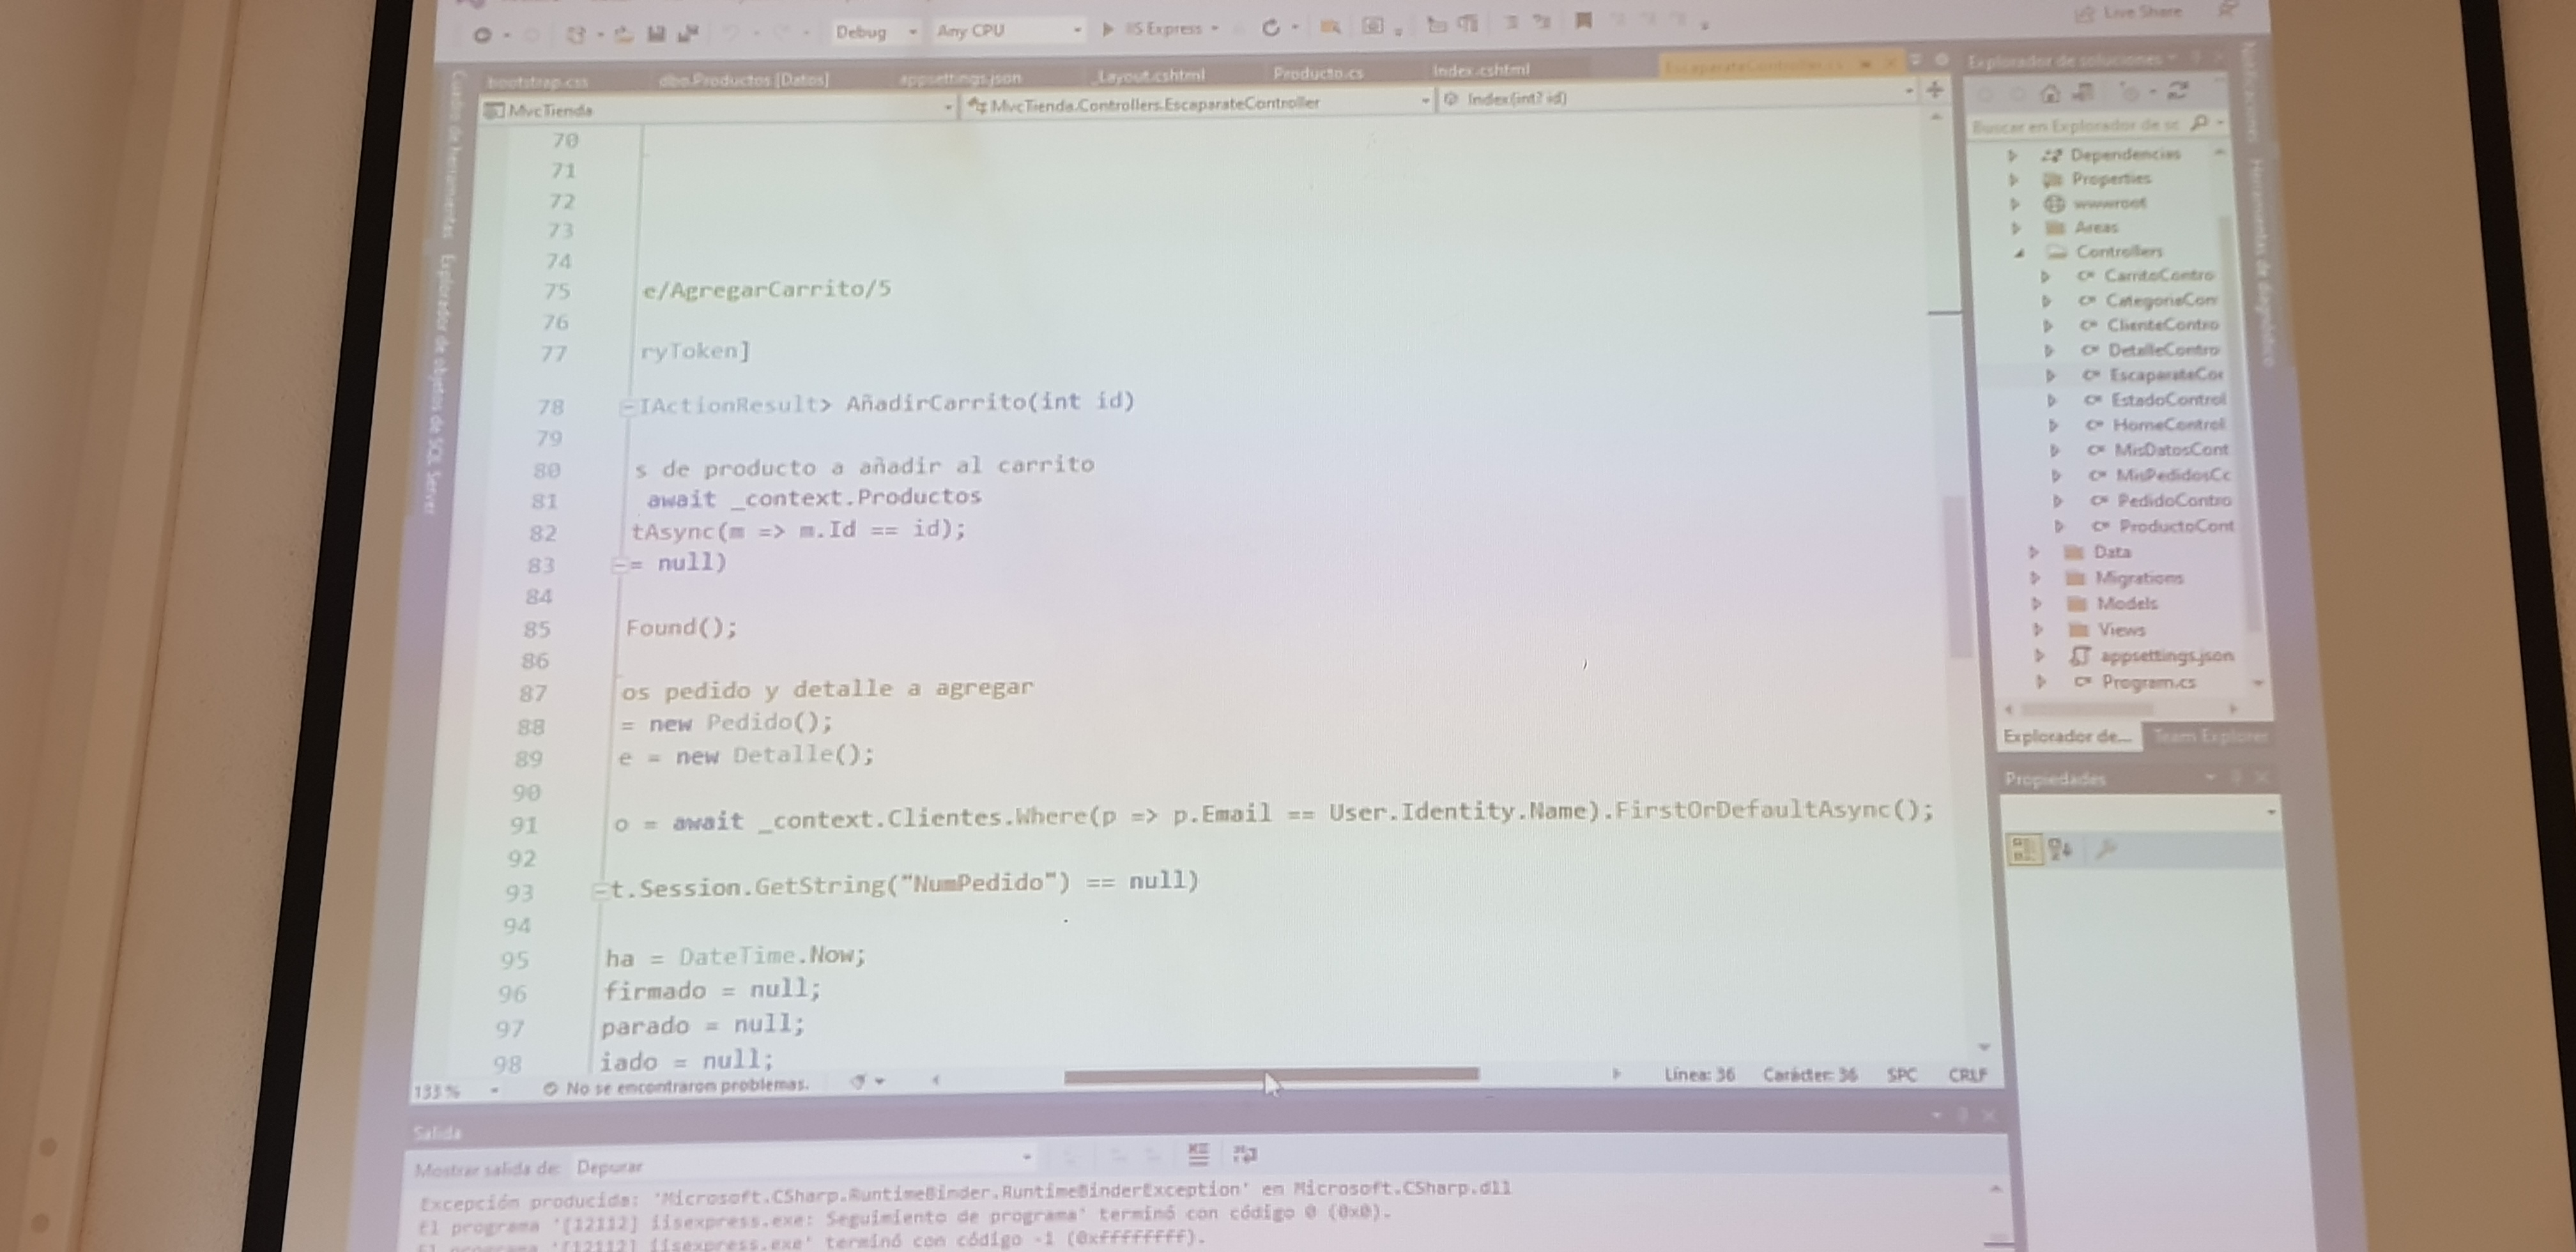 Debug Any CPU IIS Express Live Share
bootstrap.css dbo.Productos [Datos] appsettings.json _Layout.cshtml Producto.cs Index.cshtml
MvcTienda MvcTienda.Controllers.EscaparateController Index(int? id)
70
71
72
73
74
75 e/AgregarCarrito/5
76
77 ryToken]
78 IActionResult> AñadirCarrito(int id)
79
80 s de producto a añadir al carrito
81 await _context.Productos
82 tAsync(m => m.Id == id);
83 = null)
84
85 Found();
86
87 os pedido y detalle a agregar
88 = new Pedido();
89 e = new Detalle();
90
91 o = await _context.Clientes.Where(p => p.Email == User.Identity.Name).FirstOrDefaultAsync();
92
93 t.Session.GetString("NumPedido") == null)
94
95 ha = DateTime.Now;
96 firmado = null;
97 parado = null;
98 iado = null;
133 % No se encontraron problemas. Línea: 36 Carácter: 36 SPC CRLF
Salida
Mostrar salida de: Depurar
Excepción producida: 'Microsoft.CSharp.RuntimeBinder.RuntimeBinderException' en Microsoft.CSharp.dll
El programa '[12112] iisexpress.exe: Seguimiento de programa' terminó con código 0 (0x0).
El programa '[12112] iisexpress.exe' terminó con código -1 (0xffffffff).
Cuadro de herramientas
Explorador de objetos de SQL Server
Explorador de soluciones
Buscar en Explorador de sc
Dependencias
Properties
wwwroot
Areas
Controllers
CarritoContro
CategoriaCon
ClienteContro
DetalleContro
EscaparateCor
EstadoControl
HomeControl
MisDatosCont
MisPedidosCc
PedidoContro
ProductoCont
Data
Migrations
Models
Views
appsettings.json
Program.cs
Explorador de... Team Explorer
Propiedades
Notificaciones
Herramientas de diagnóstico